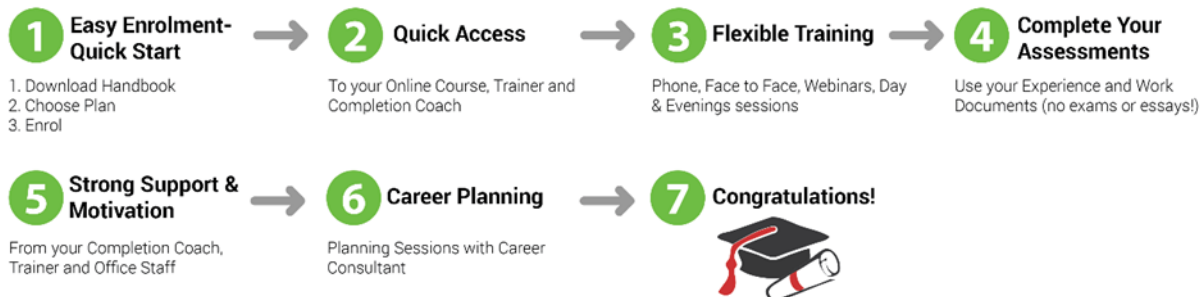 1 Easy Enrolment-
Quick Start
1. Download Handbook
2. Choose Plan
3. Enrol
2 Quick Access
To your Online Course, Trainer and
Completion Coach
3 Flexible Training
Phone, Face to Face, Webinars, Day
& Evenings sessions
4 Complete Your
Assessments
Use your Experience and Work
Documents (no exams or essays!)
5 Strong Support &
Motivation
From your Completion Coach,
Trainer and Office Staff
6 Career Planning
Planning Sessions with Career
Consultant
7 Congratulations!